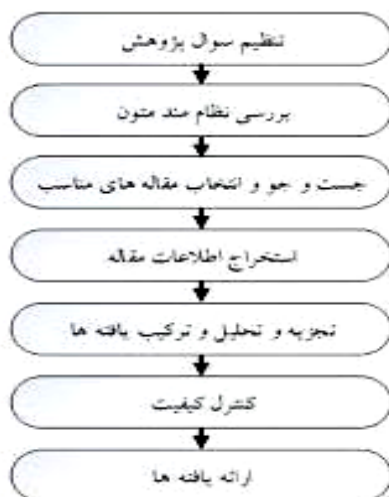 تنظیم سوال پژوهش
بررسی نظام مند متون
جست و جو و انتخاب مقاله های مناسب
استخراج اطلاعات مقاله
تجزیه و تحلیل و ترکیب یافته ها
کنترل کیفیت
ارائه یافته ها